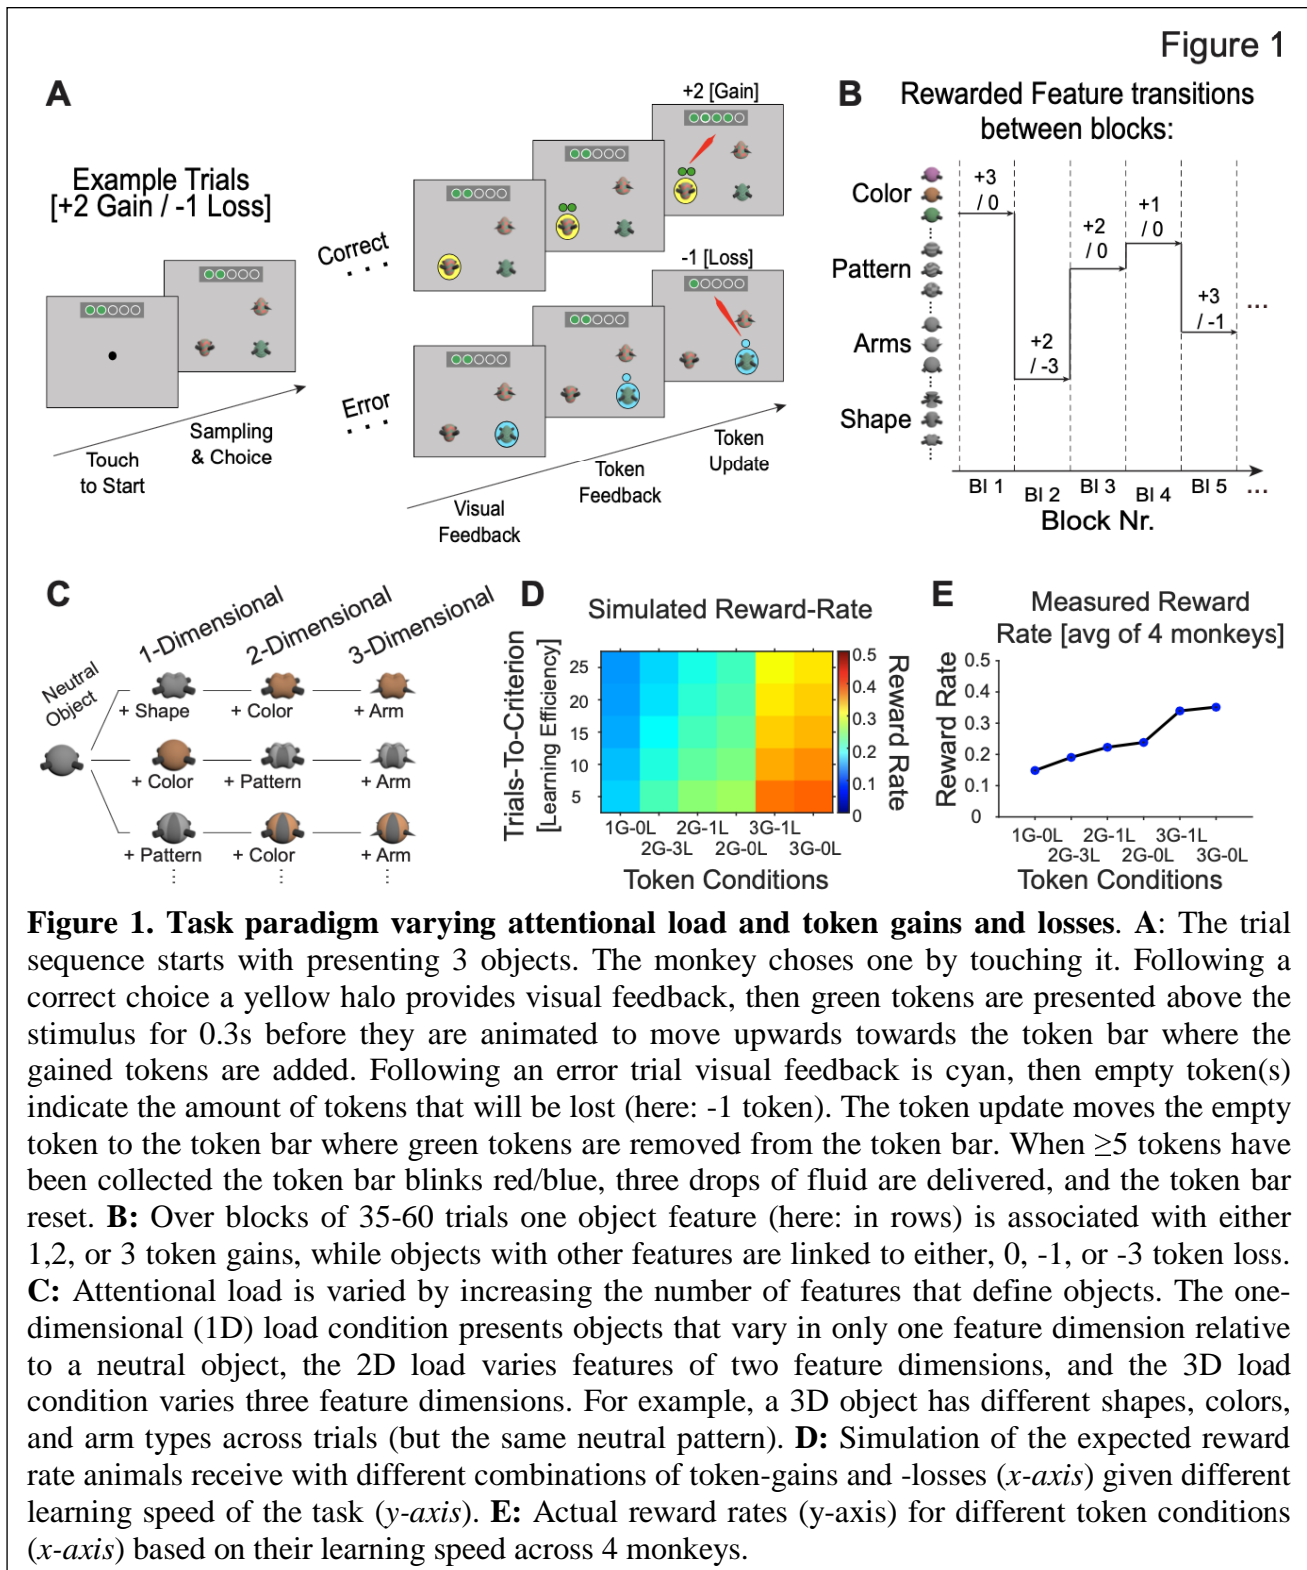 Figure 1
A
Example Trials
[+2 Gain / -1 Loss]
Touch
to Start
Sampling
& Choice
Correct
. . .
Error
. . .
+2 [Gain]
-1 [Loss]
Visual
Feedback
Token
Feedback
Token
Update
B
Rewarded Feature transitions
between blocks:
Color
Pattern
Arms
Shape
+3
/ 0
+2
/ -3
+2
/ 0
+1
/ 0
+3
/ -1
...
Bl 1
Bl 2
Bl 3
Bl 4
Bl 5
...
Block Nr.
C
Neutral
Object
1-Dimensional
2-Dimensional
3-Dimensional
+ Shape
+ Color
+ Arm
+ Color
+ Pattern
+ Arm
+ Pattern
+ Color
+ Arm
D
Simulated Reward-Rate
Trials-To-Criterion
[Learning Efficiency]
25
20
15
10
5
1G-0L
2G-3L
2G-1L
2G-0L
3G-1L
3G-0L
Token Conditions
0.5
0.4
0.3
0.2
0.1
0
Reward Rate
E
Measured Reward
Rate [avg of 4 monkeys]
Reward Rate
0.5
0.4
0.3
0.2
0.1
0
1G-0L
2G-3L
2G-1L
2G-0L
3G-1L
3G-0L
Token Conditions
Figure 1. Task paradigm varying attentional load and token gains and losses. A: The trial
sequence starts with presenting 3 objects. The monkey choses one by touching it. Following a
correct choice a yellow halo provides visual feedback, then green tokens are presented above the
stimulus for 0.3s before they are animated to move upwards towards the token bar where the
gained tokens are added. Following an error trial visual feedback is cyan, then empty token(s)
indicate the amount of tokens that will be lost (here: -1 token). The token update moves the empty
token to the token bar where green tokens are removed from the token bar. When ≥5 tokens have
been collected the token bar blinks red/blue, three drops of fluid are delivered, and the token bar
reset. B: Over blocks of 35-60 trials one object feature (here: in rows) is associated with either
1,2, or 3 token gains, while objects with other features are linked to either, 0, -1, or -3 token loss.
C: Attentional load is varied by increasing the number of features that define objects. The one-
dimensional (1D) load condition presents objects that vary in only one feature dimension relative
to a neutral object, the 2D load varies features of two feature dimensions, and the 3D load
condition varies three feature dimensions. For example, a 3D object has different shapes, colors,
and arm types across trials (but the same neutral pattern). D: Simulation of the expected reward
rate animals receive with different combinations of token-gains and -losses (x-axis) given different
learning speed of the task (y-axis). E: Actual reward rates (y-axis) for different token conditions
(x-axis) based on their learning speed across 4 monkeys.